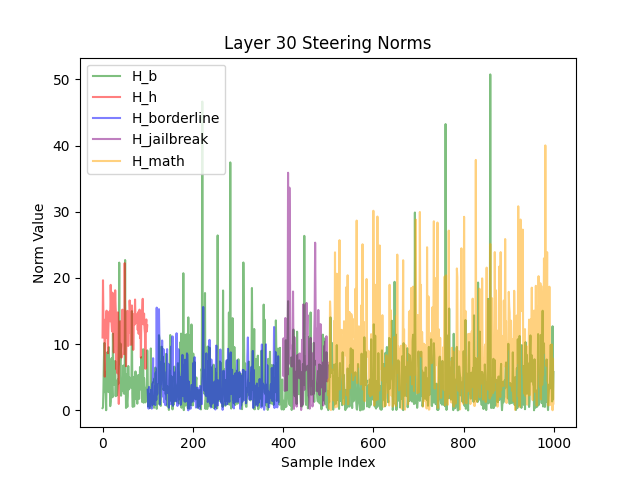 Layer 30 Steering Norms
H_b
H_h
H_borderline
H_jailbreak
H_math
Norm Value
50
40
30
20
10
0
0 200 400 600 800 1000
Sample Index